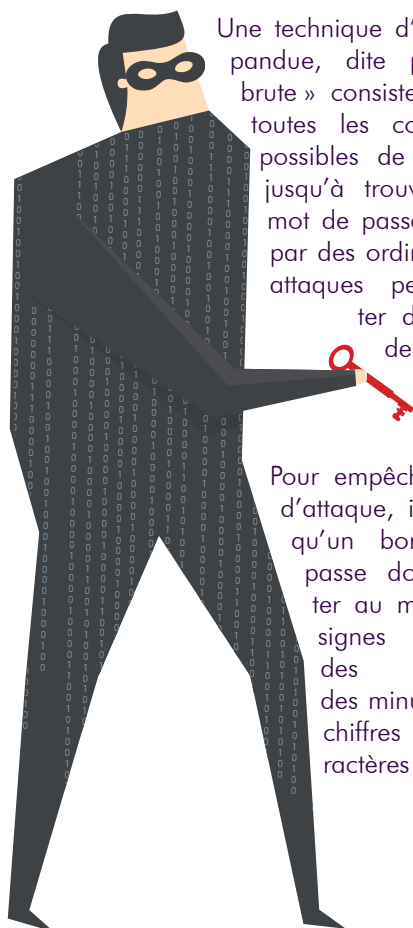 Une technique d'
pandue, dite p
brute » consiste
toutes les co
possibles de
jusqu'à trouv
mot de passe
par des ordin
attaques pe
ter d
de
Pour empêch
d'attaque, i
qu'un bon
passe do
ter au m
signes
des
des minu
chiffres
ractères